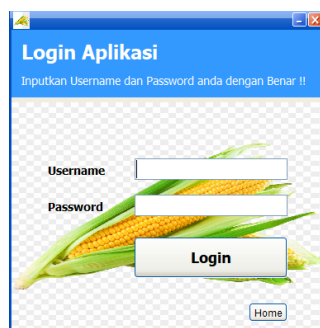 Login Aplikasi
Inputkan Username dan Password anda dengan Benar !!
Username
Password
Login
Home